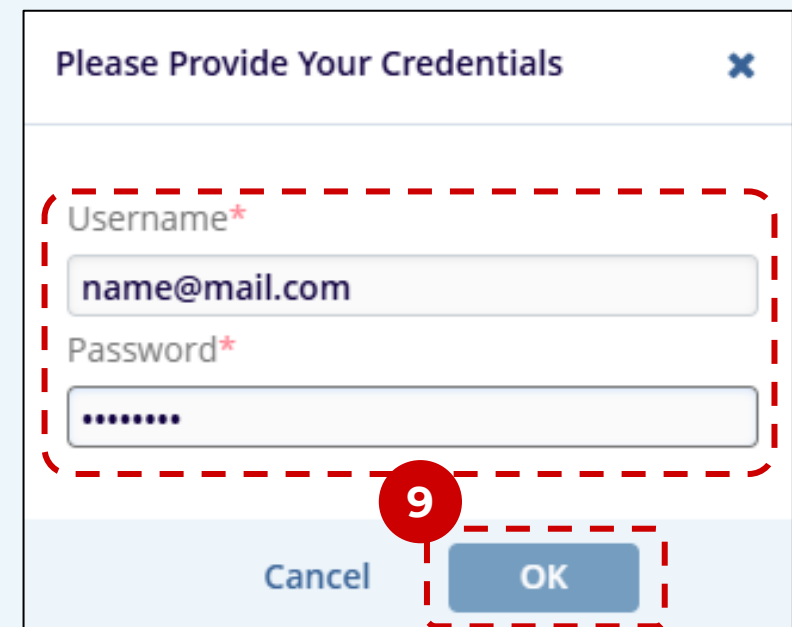 Please Provide Your Credentials ✖
Username*
name@mail.com
Password*
••••••••
9
Cancel OK